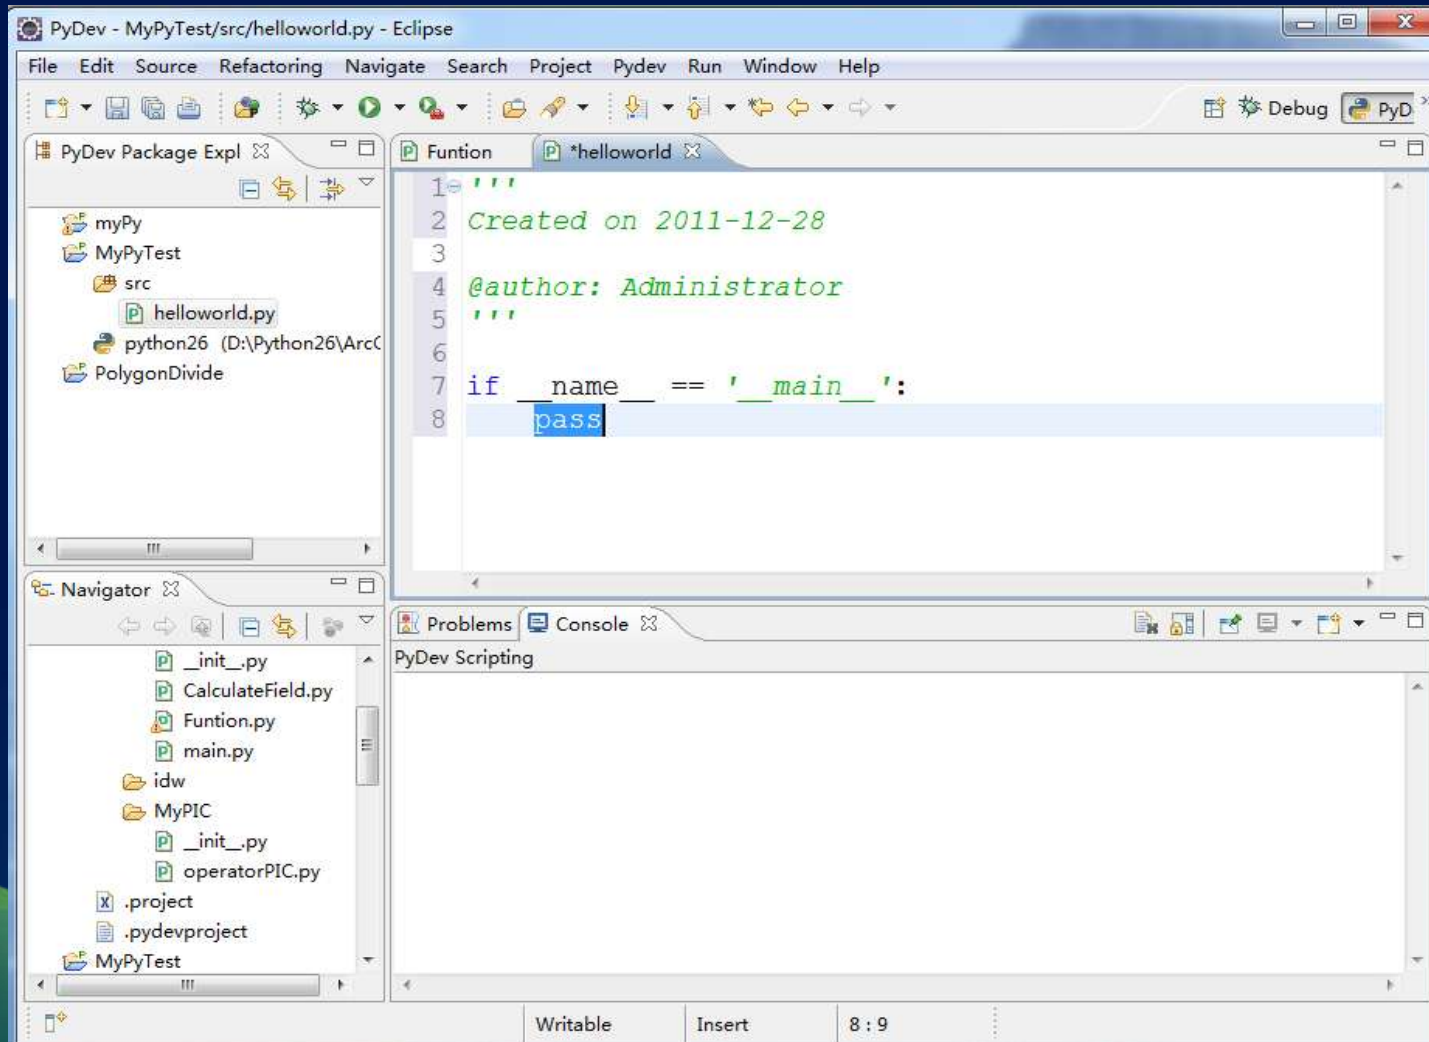 PyDev - MyPyTest/src/helloworld.py - Eclipse
File Edit Source Refactoring Navigate Search Project Pydev Run Window Help
Debug PyD
PyDev Package Expl
myPy
MyPyTest
src
helloworld.py
python26 (D:\Python26\ArcG
PolygonDivide
Funtion *helloworld
1 '''
2 Created on 2011-12-28
3
4 @author: Administrator
5 '''
6
7 if __name__ == '__main__':
8 pass
Navigator
__init__.py
CalculateField.py
Funtion.py
main.py
idw
MyPIC
__init__.py
operatorPIC.py
.project
.pydevproject
MyPyTest
Problems Console
PyDev Scripting
Writable Insert 8 : 9